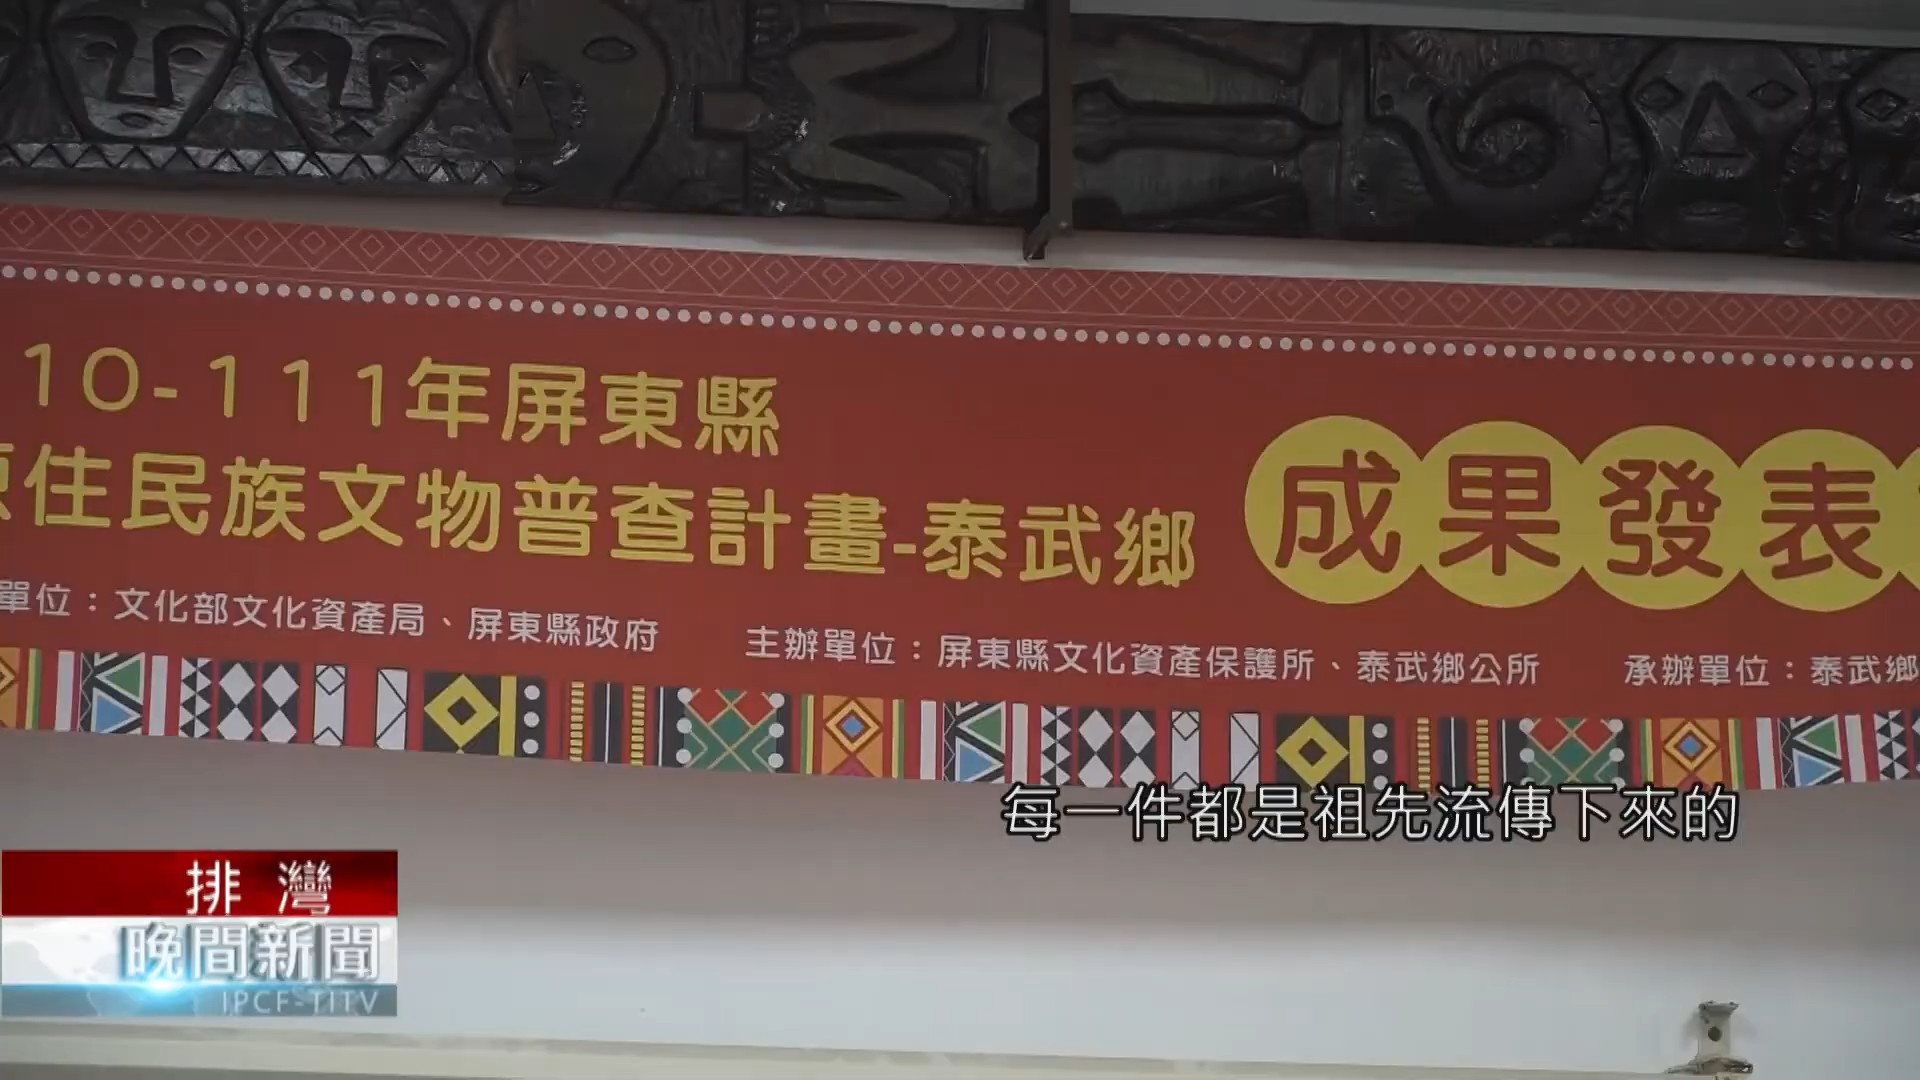 10-111年屏東縣
住民族文物普查計畫-泰武鄉
成果發表
單位：文化部文化資產局、屏東縣政府
主辦單位：屏東縣文化資產保護所、泰武鄉公所
承辦單位：泰武鄉
每一件都是祖先流傳下來的
排灣
晚間新聞
IPCF-TITV